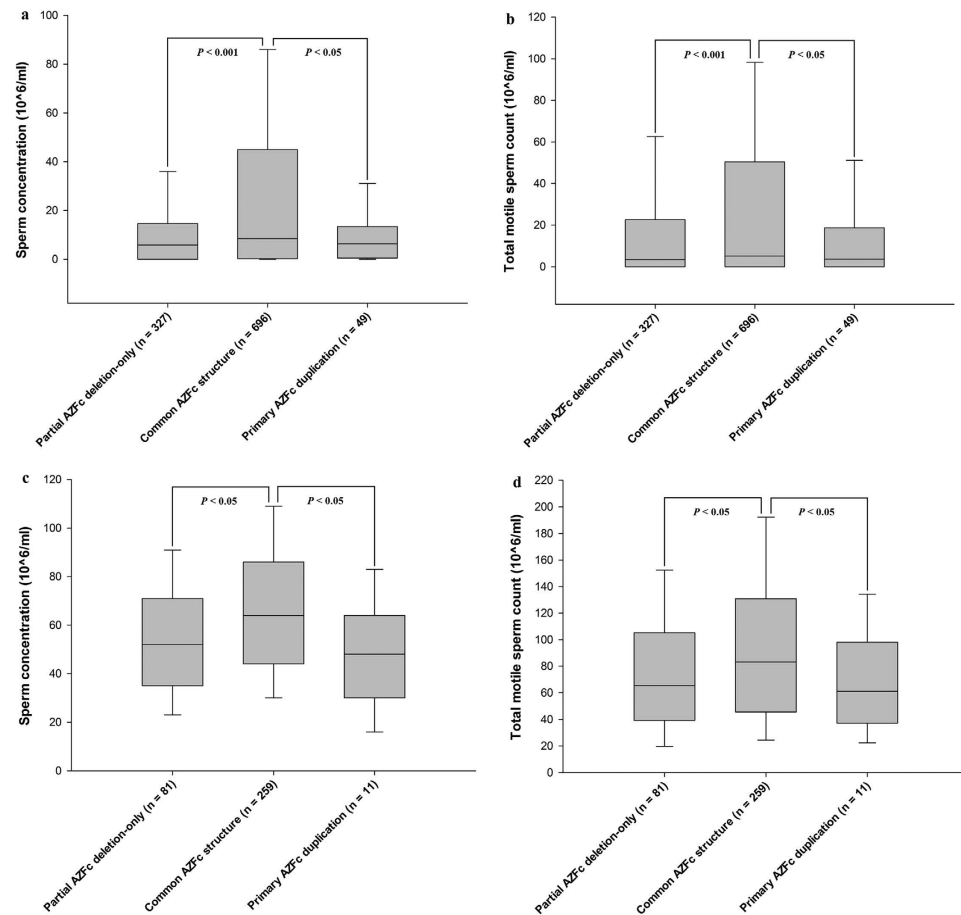 a
Sperm concentration (10^6/ml)
100
80
60
40
20
0
P < 0.001
P < 0.05
Partial AZFc deletion-only (n = 327)
Common AZFc structure (n = 696)
Primary AZFc duplication (n = 49)
b
Total motile sperm count (10^6/ml)
120
100
80
60
40
20
0
P < 0.001
P < 0.05
Partial AZFc deletion-only (n = 327)
Common AZFc structure (n = 696)
Primary AZFc duplication (n = 49)
c
Sperm concentration (10^6/ml)
120
100
80
60
40
20
0
P < 0.05
P < 0.05
Partial AZFc deletion-only (n = 81)
Common AZFc structure (n = 259)
Primary AZFc duplication (n = 11)
d
Total motile sperm count (10^6/ml)
220
200
180
160
140
120
100
80
60
40
20
0
P < 0.05
P < 0.05
Partial AZFc deletion-only (n = 81)
Common AZFc structure (n = 259)
Primary AZFc duplication (n = 11)